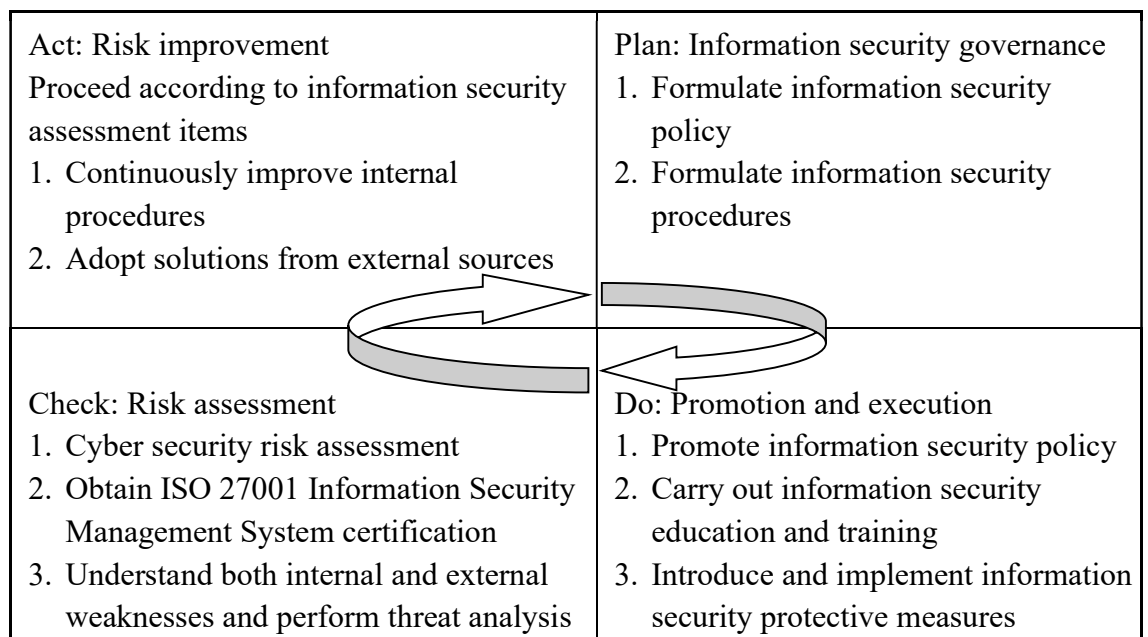 Act: Risk improvement
Proceed according to information security
assessment items
1. Continuously improve internal
procedures
2. Adopt solutions from external sources
Plan: Information security governance
1. Formulate information security
policy
2. Formulate information security
procedures
Check: Risk assessment
1. Cyber security risk assessment
2. Obtain ISO 27001 Information Security
Management System certification
3. Understand both internal and external
weaknesses and perform threat analysis
Do: Promotion and execution
1. Promote information security policy
2. Carry out information security
education and training
3. Introduce and implement information
security protective measures